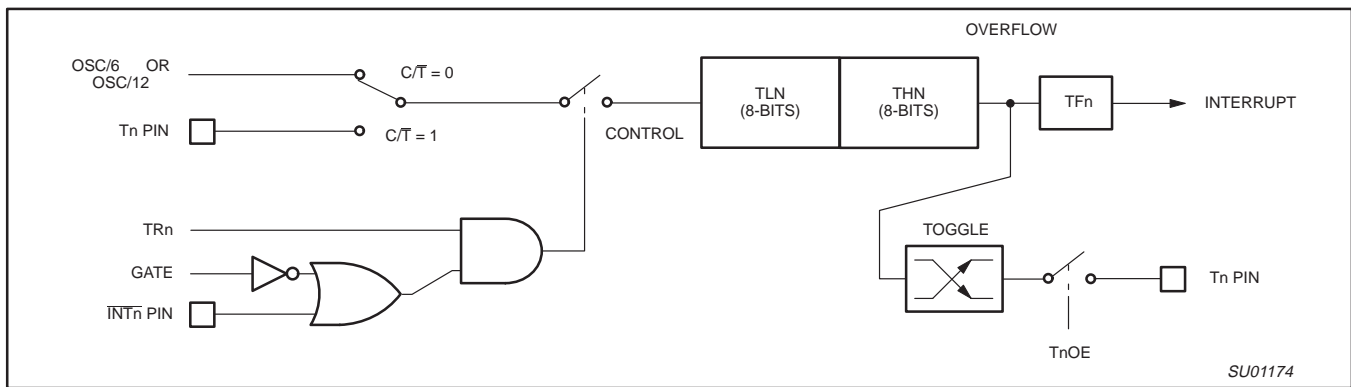 OVERFLOW
OSC/6 OR
OSC/12
C/T̅ = 0
TLN
(8-BITS)
THN
(8-BITS)
TFn
INTERRUPT
Tn PIN
C/T̅ = 1
CONTROL
TRn
TOGGLE
GATE
Tn PIN
I̅N̅T̅n̅ PIN
TnOE
SU01174